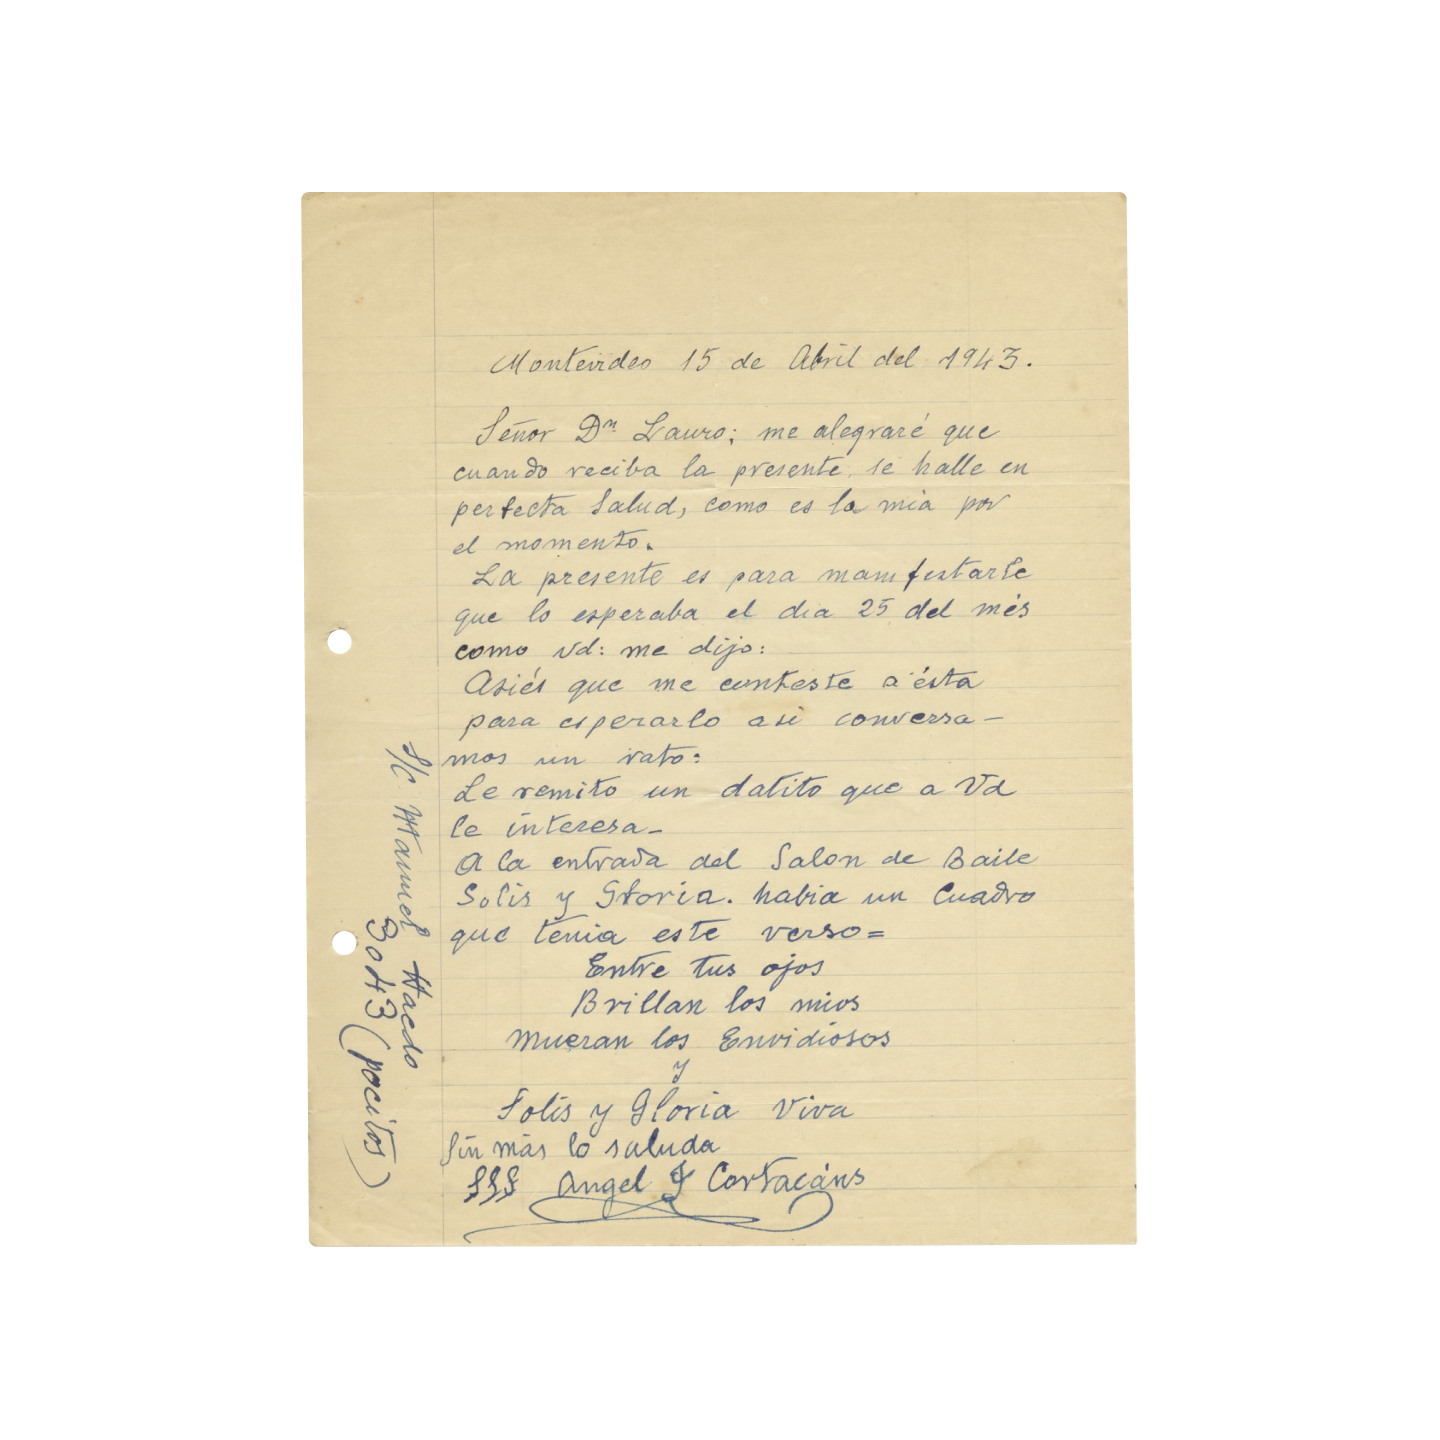 Montevideo 15 de Abril del 1943.
Señor Dn Lauro; me alegraré que
cuando reciba la presente se halle en
perfecta Salud, como es la mia por
el momento.
La presente es para manifestarle
que lo esperaba el dia 25 del més
como Vd: me dijo:
Asiés que me conteste a ésta
para esperarlo asi conversa-
mos un rato:
Le remito un datito que a Vd
le interesa-
A la entrada del Salon de Baile
Solis y Gloria. habia un Cuadro
que tenia este verso=
Entre tus ojos
Brillan los mios
Mueran los Envidiosos
y
Solis y Gloria Viva
Sin más lo saluda
SSS Angel J Cortacáns
S/c Manuel Haedo
3043 (pocitos)